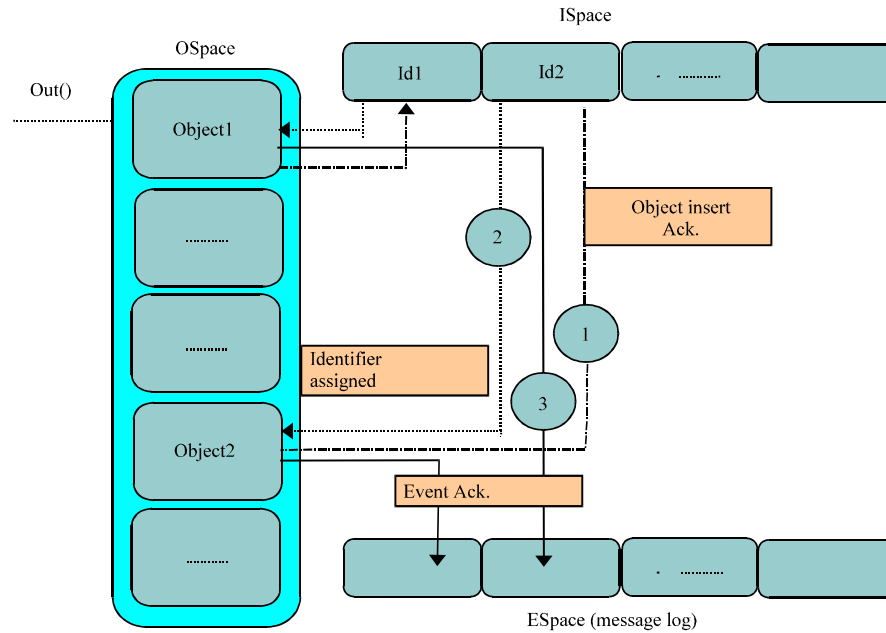 ISpace
OSpace
Id1
Id2
. ...........
Out()
Object1
...........
Object insert
Ack.
2
1
...........
Identifier
assigned
3
Object2
Event Ack.
...........
. ...........
ESpace (message log)